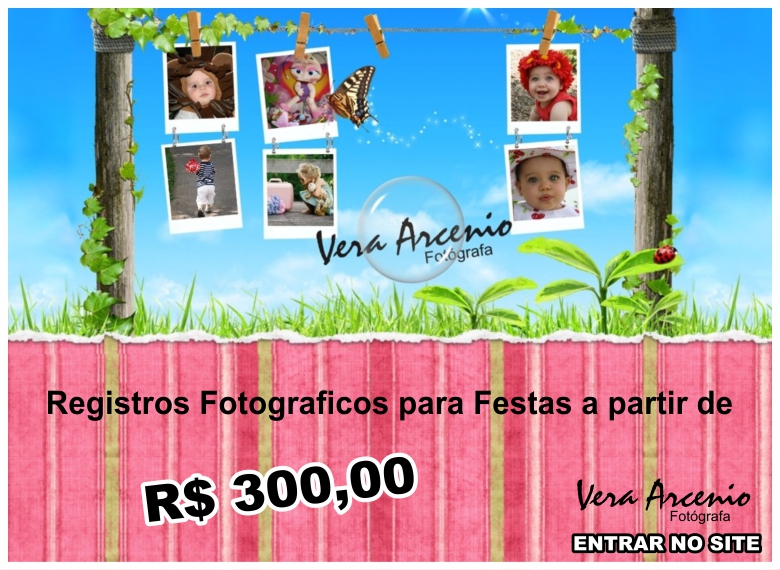 Vera Arcenio
Fotógrafa
Registros Fotograficos para Festas a partir de
R$ 300,00
Vera Arcenio
Fotógrafa
ENTRAR NO SITE